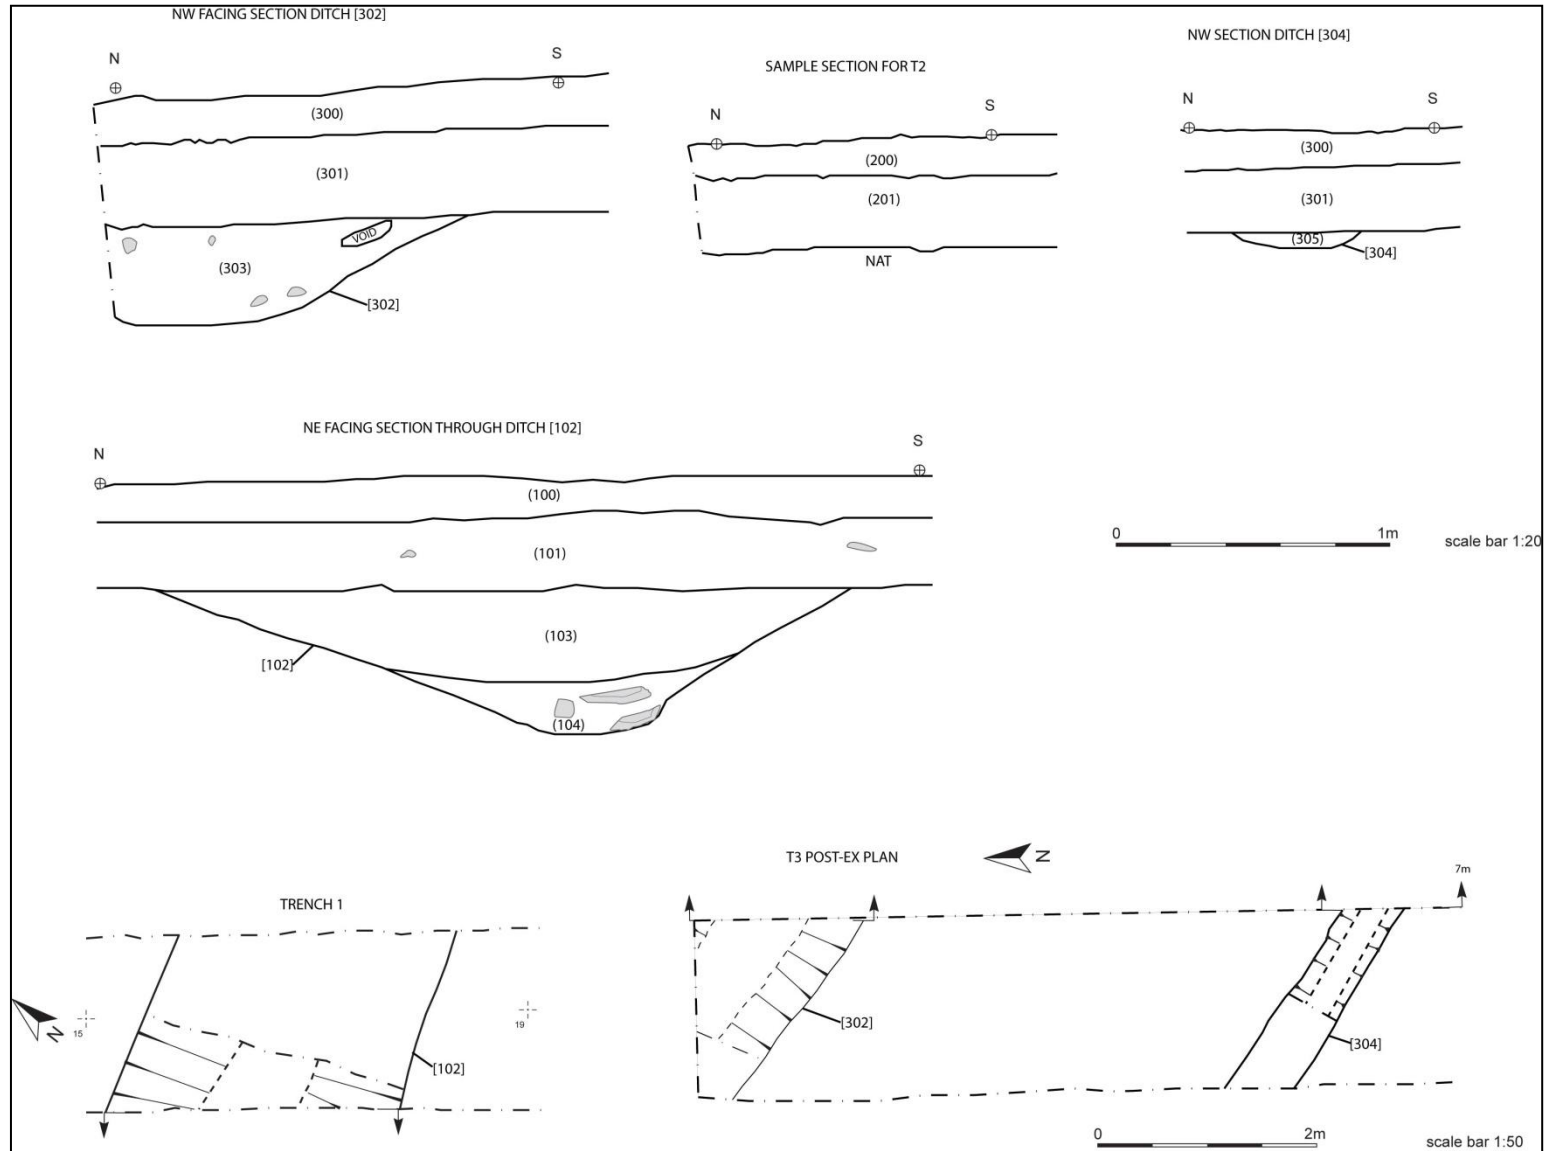 NW FACING SECTION DITCH [302]
N
S
(300)
(301)
VOID
(303)
[302]
SAMPLE SECTION FOR T2
N
S
(200)
(201)
NAT
NW SECTION DITCH [304]
N
S
(300)
(301)
(305)
[304]
NE FACING SECTION THROUGH DITCH [102]
N
S
(100)
(101)
(103)
[102]
(104)
0
1m
scale bar 1:20
TRENCH 1
N
15
19
[102]
T3 POST-EX PLAN
N
7m
[302]
[304]
0
2m
scale bar 1:50